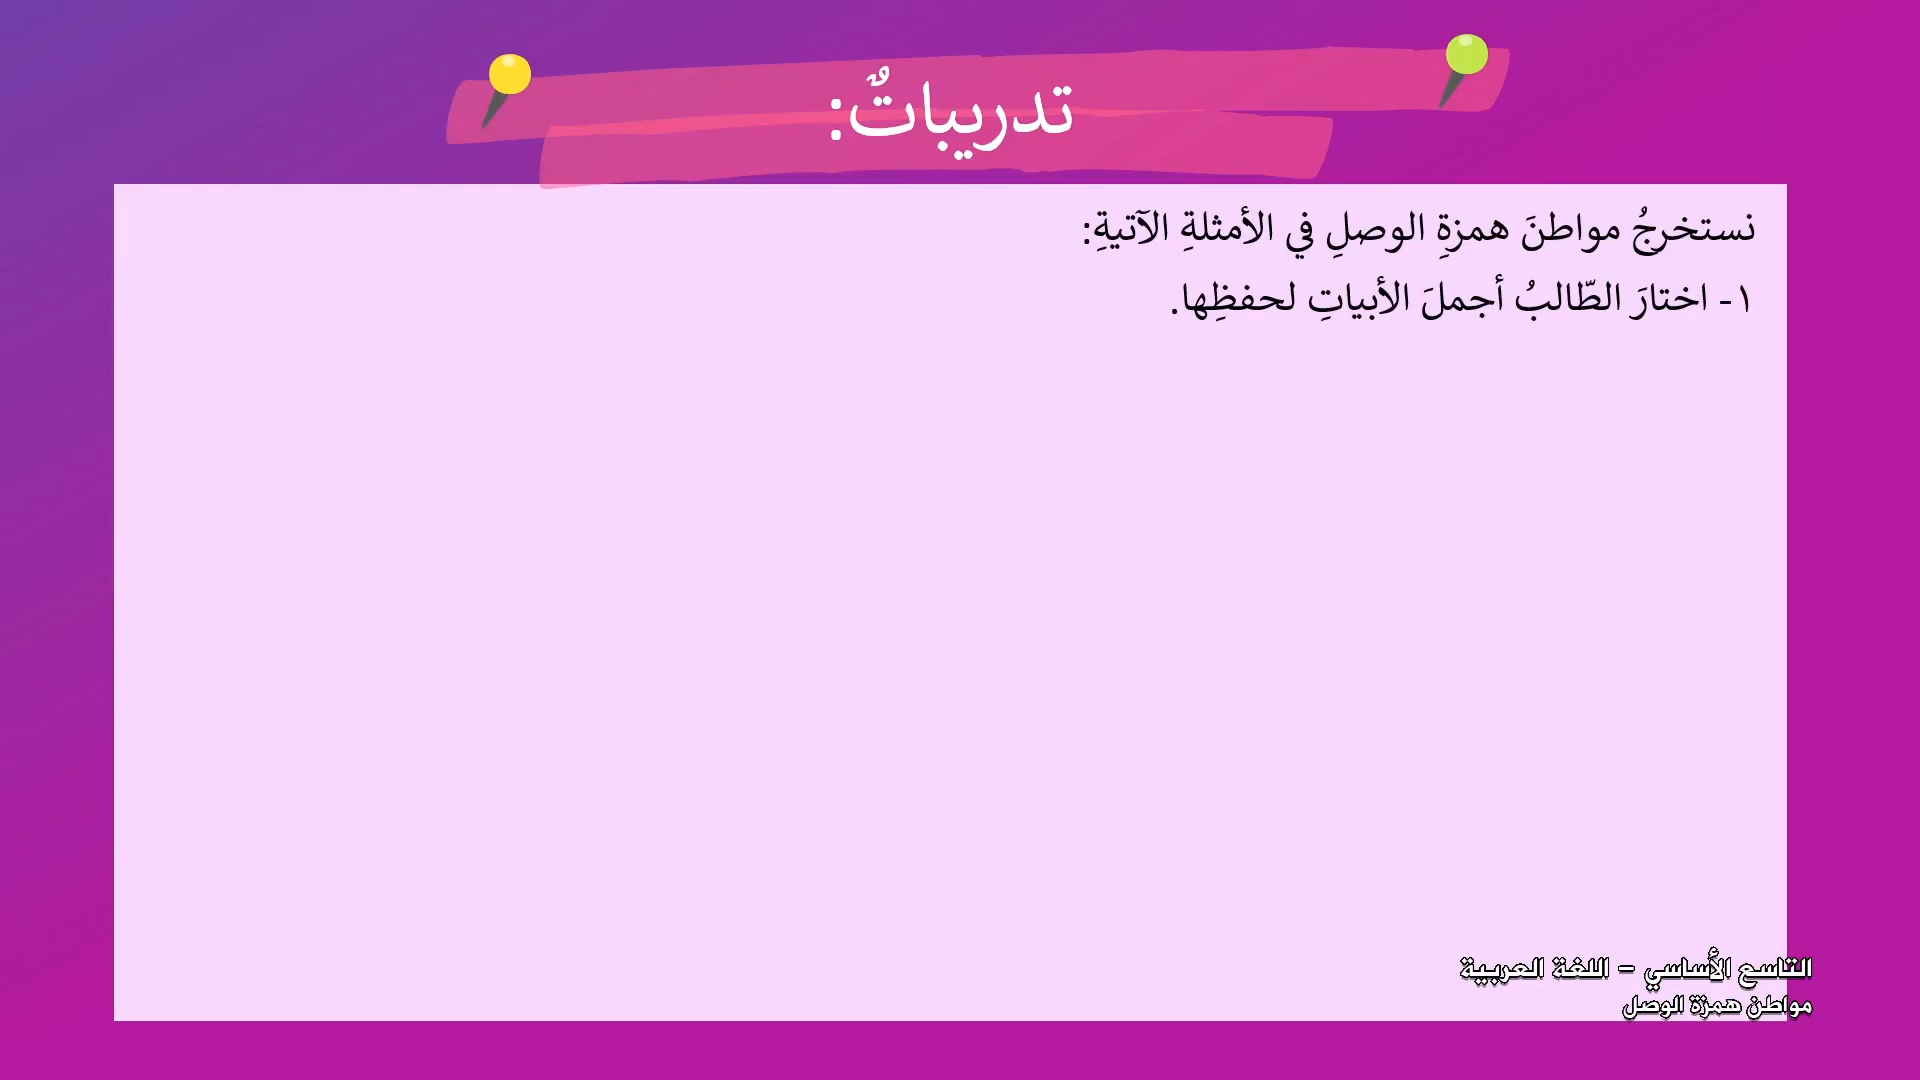 تدريباتٌ:
نستخرجُ مواطنَ همزةِ الوصلِ في الأمثلةِ الآتيةِ:
١- اختارَ الطّالبُ أجملَ الأبياتِ لحفظِها.
التاسع الأساسي – اللغة العربية
مواطن همزة الوصل